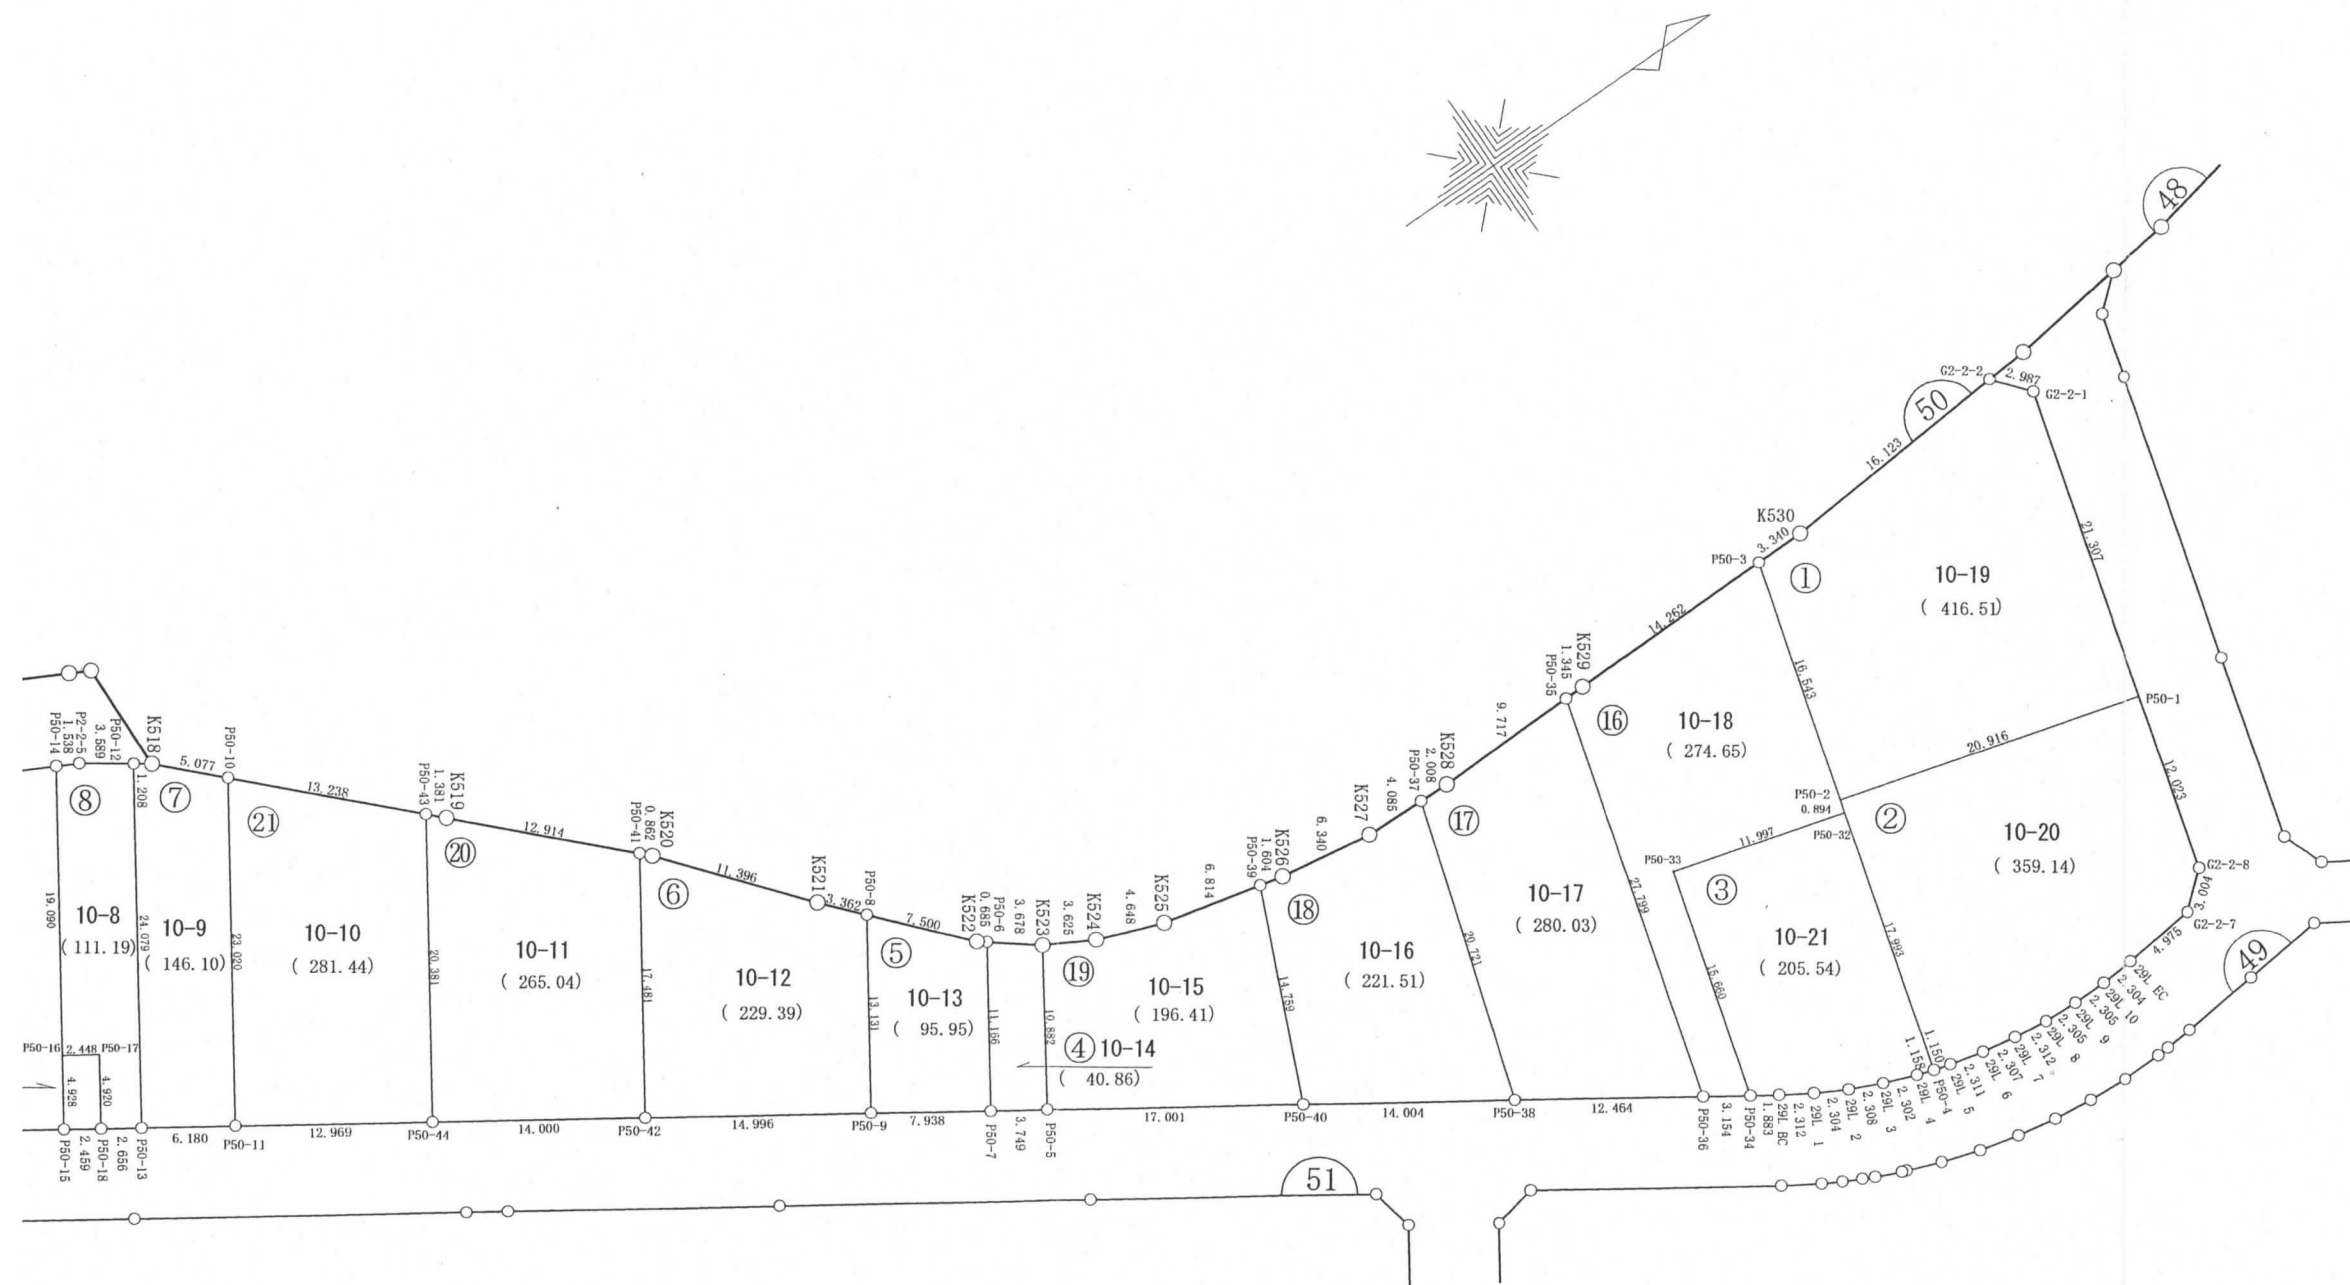 48
G2-2-2
2.987
G2-2-1
50
16.123
K530
3.340
P50-3
①
10-19
( 416.51)
21.307
14.262
K529
1.345
P50-35
⑯
10-18
( 274.65)
16.543
P50-1
20.916
12.023
9.717
K528
2.008
P50-37
⑰
4.085
K527
6.340
P50-2
0.894
P50-32
②
10-20
( 359.14)
11.997
P50-33
③
10-21
( 205.54)
15.660
17.993
G2-2-8
3.004
G2-2-7
4.975
49
29L EC
2.304
29L 10
2.305
29L 9
2.305
29L 8
2.312
29L 7
2.307
29L 6
2.311
29L 5
1.150
P50-4
1.158
29L 4
2.302
29L 3
2.308
29L 2
2.304
29L 1
2.312
29L BC
1.883
P50-34
3.154
P50-36
27.799
10-17
( 280.03)
12.464
P50-38
20.721
K526
1.604
P50-39
⑱
10-16
( 221.51)
14.759
14.004
P50-40
6.814
K525
4.648
K524
3.625
K523
3.678
P50-6
0.685
K522
⑲
10-15
( 196.41)
10.882
④10-14
( 40.86)
17.001
P50-5
3.749
P50-7
11.166
7.500
P50-8
3.362
K521
⑤
10-13
( 95.95)
13.131
7.938
P50-9
11.396
K520
0.862
P50-41
⑥
10-12
( 229.39)
14.996
17.481
P50-42
12.914
K519
1.381
P50-43
⑳
10-11
( 265.04)
14.000
20.381
P50-44
13.238
P50-10
㉑
10-10
( 281.44)
12.969
23.020
P50-11
5.077
K518
P50-12
3.589
P2-2-5
1.538
P50-14
⑦
1.208
⑧
10-9
( 146.10)
24.079
6.180
10-8
( 111.19)
19.090
P50-16
2.448
P50-17
4.928
4.920
P50-15
2.459
P50-18
2.656
P50-13
51